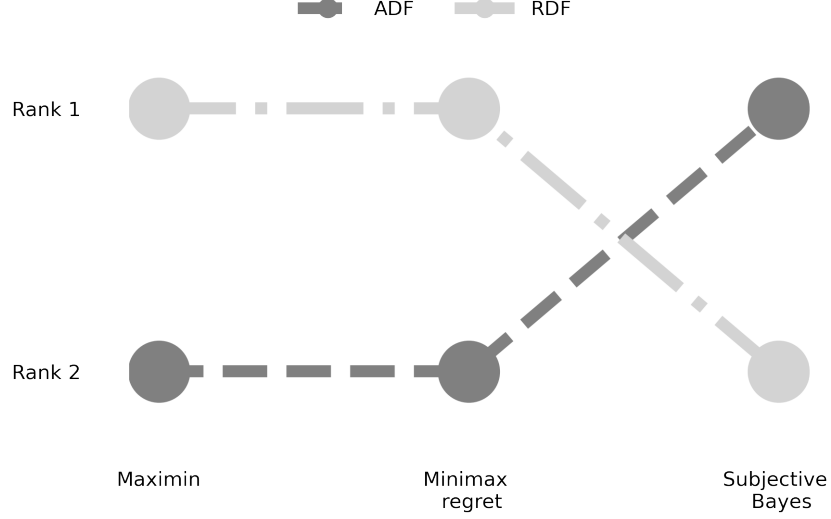 ADF RDF
Rank 1
Rank 2
Maximin
Minimax
regret
Subjective
Bayes